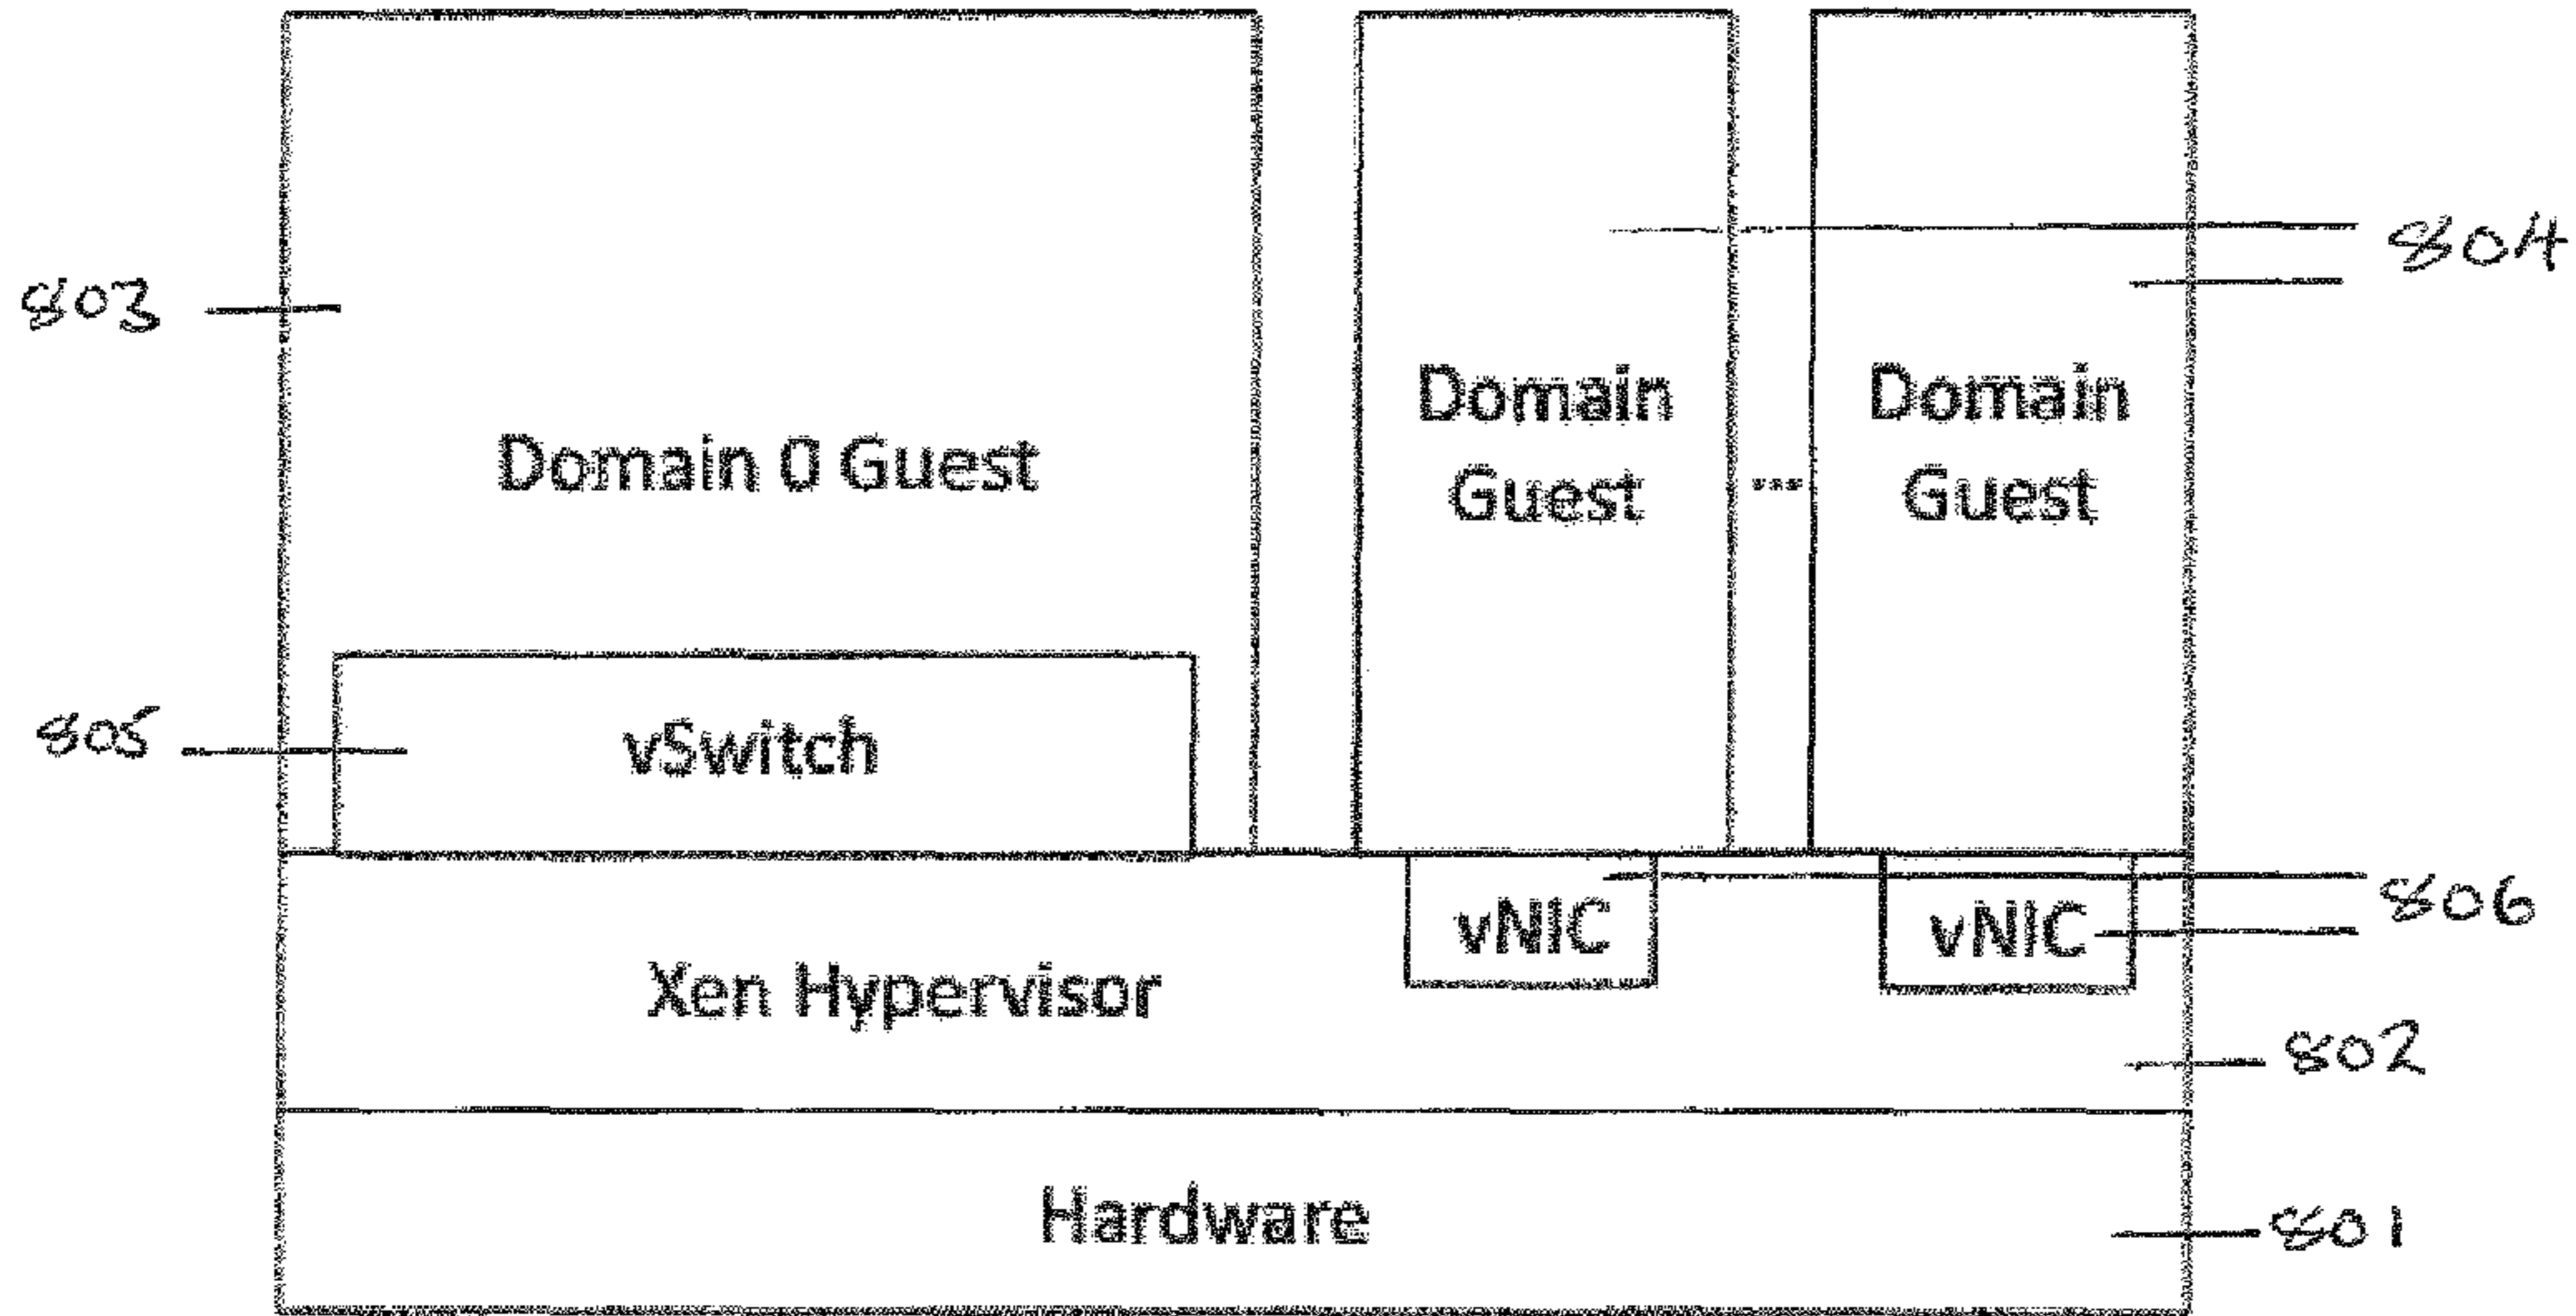 804
803
Domain
Guest
Domain
Guest
...
Domain 0 Guest
vSwitch
805
vNIC
vNIC
806
Xen Hypervisor
802
Hardware
801